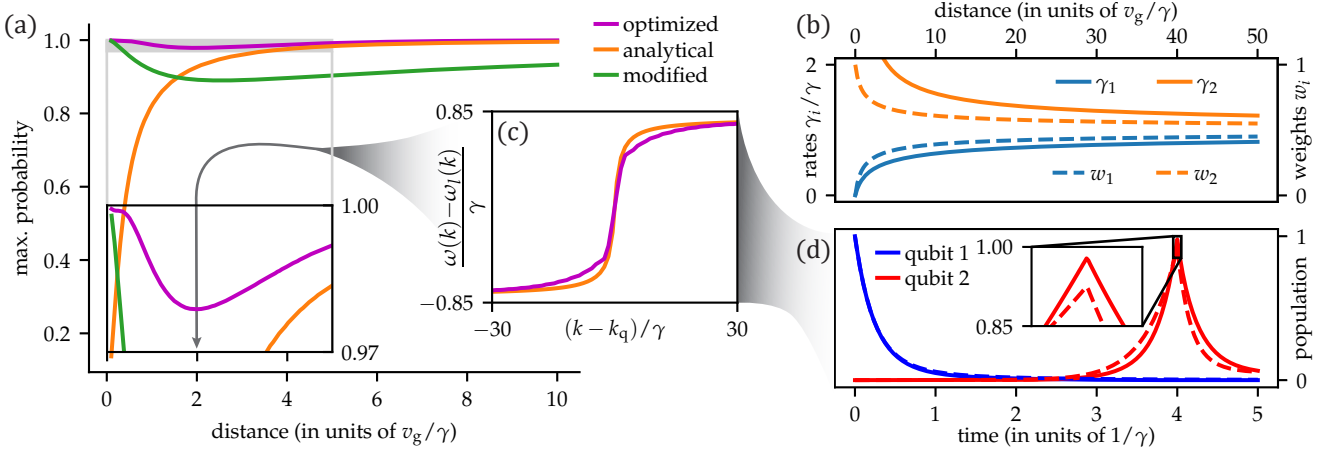 (a)
optimized
analytical
modified
1.0
0.8
0.6
0.4
0.2
max. probability
1.00
0.97
0 2 4 6 8 10
distance (in units of v_g/γ)
(c)
0.85
−0.85
ω(k)−ω_l(k)
γ
−30 (k−k_q)/γ 30
(b)
distance (in units of v_g/γ)
0 10 20 30 40 50
2
0
rates γ_i/γ
γ_1 γ_2
w_1 w_2
1
0
weights w_i
(d)
qubit 1
qubit 2
1.00
0.85
1
0
population
0 1 2 3 4 5
time (in units of 1/γ)